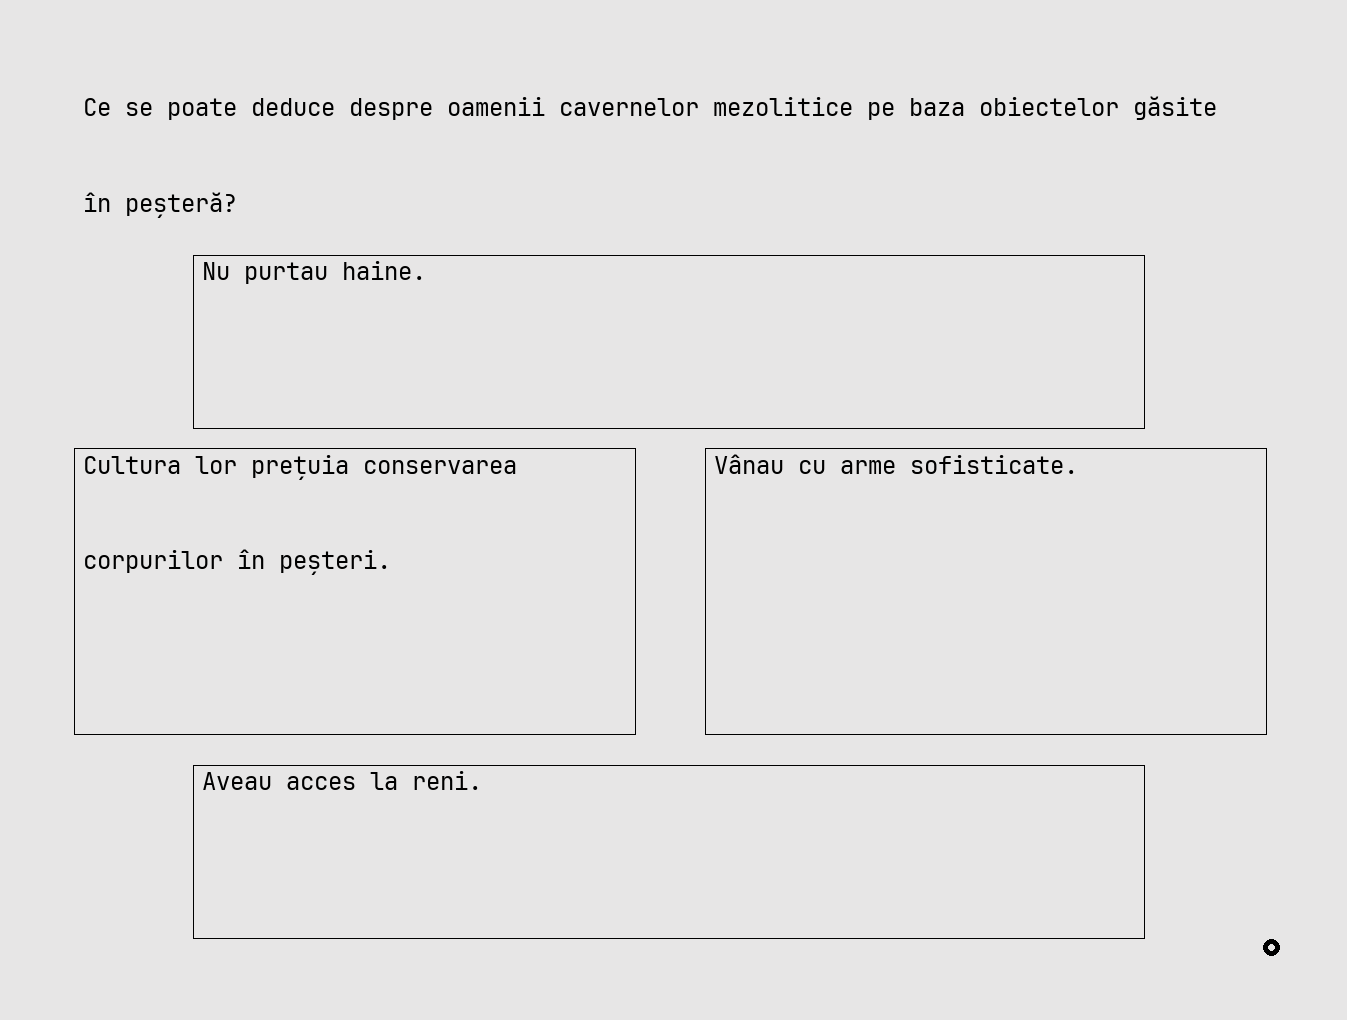 Ce se poate deduce despre oamenii cavernelor mezolitice pe baza obiectelor găsite
în peșteră?
Nu purtau haine.
Cultura lor prețuia conservarea
corpurilor în peșteri.
Vânau cu arme sofisticate.
Aveau acces la reni.